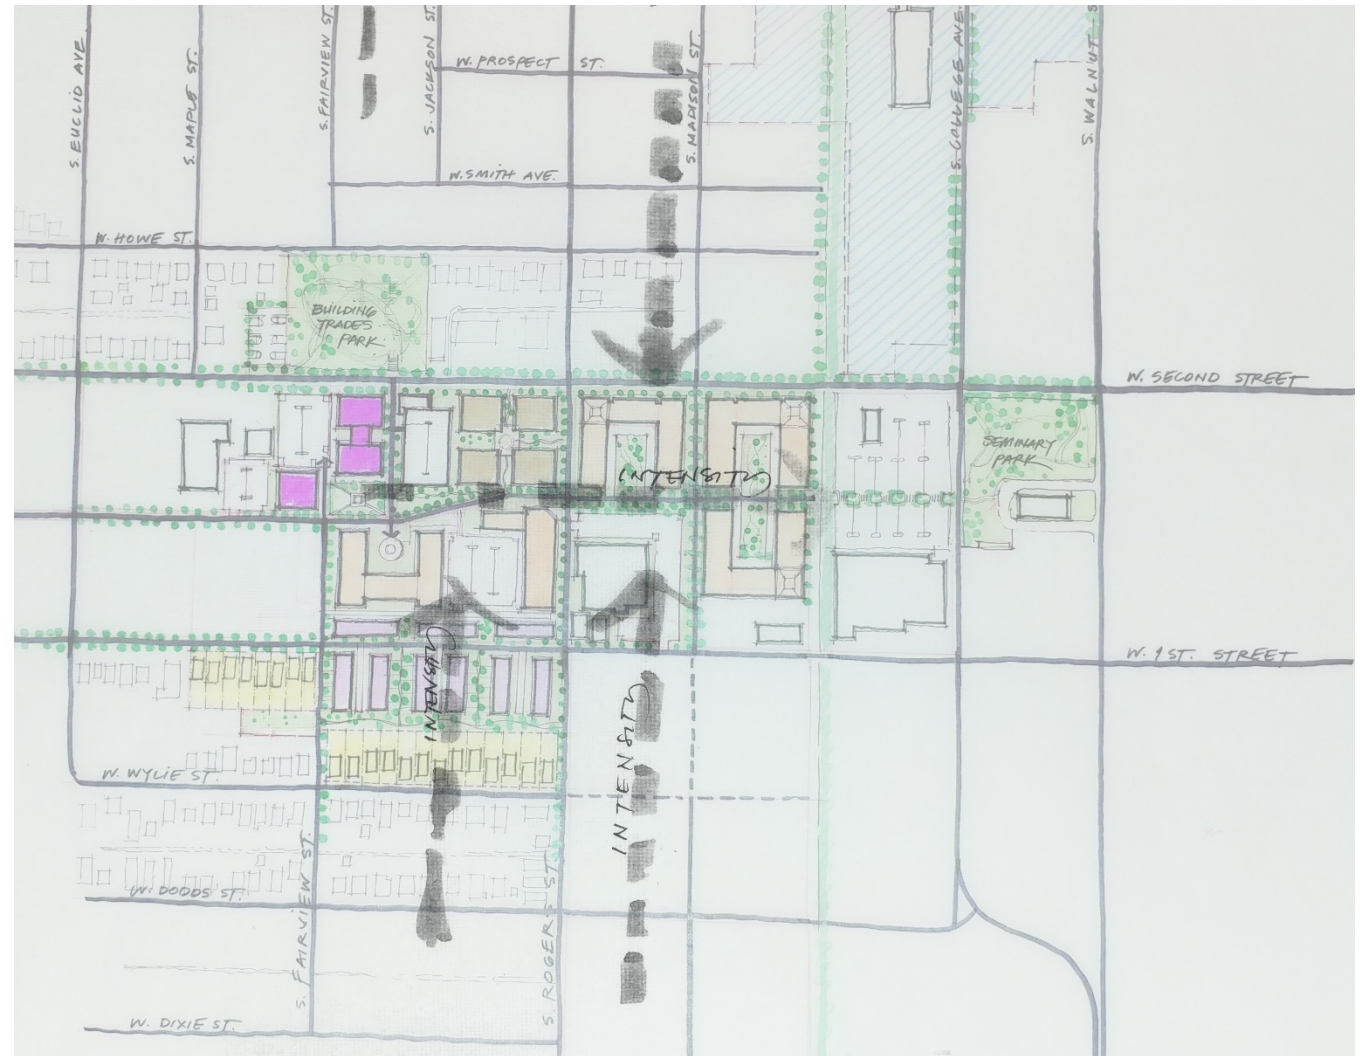 S. EUCLID AVE.
S. MAPLE ST.
S. FAIRVIEW ST.
S. JACKSON ST.
W. PROSPECT ST.
S. MADISON ST.
S. COLLEGE AVE.
S. WALNUT S
W. SMITH AVE.
W. HOWE ST.
BUILDING
TRADES
PARK
W. SECOND STREET
SEMINARY
PARK
INTENSITY
INTENSITY
INTENSITY
W. 1ST. STREET
W. WYLIE ST.
W. DODDS ST.
S. FAIRVIEW ST.
S. ROGERS ST.
W. DIXIE ST.